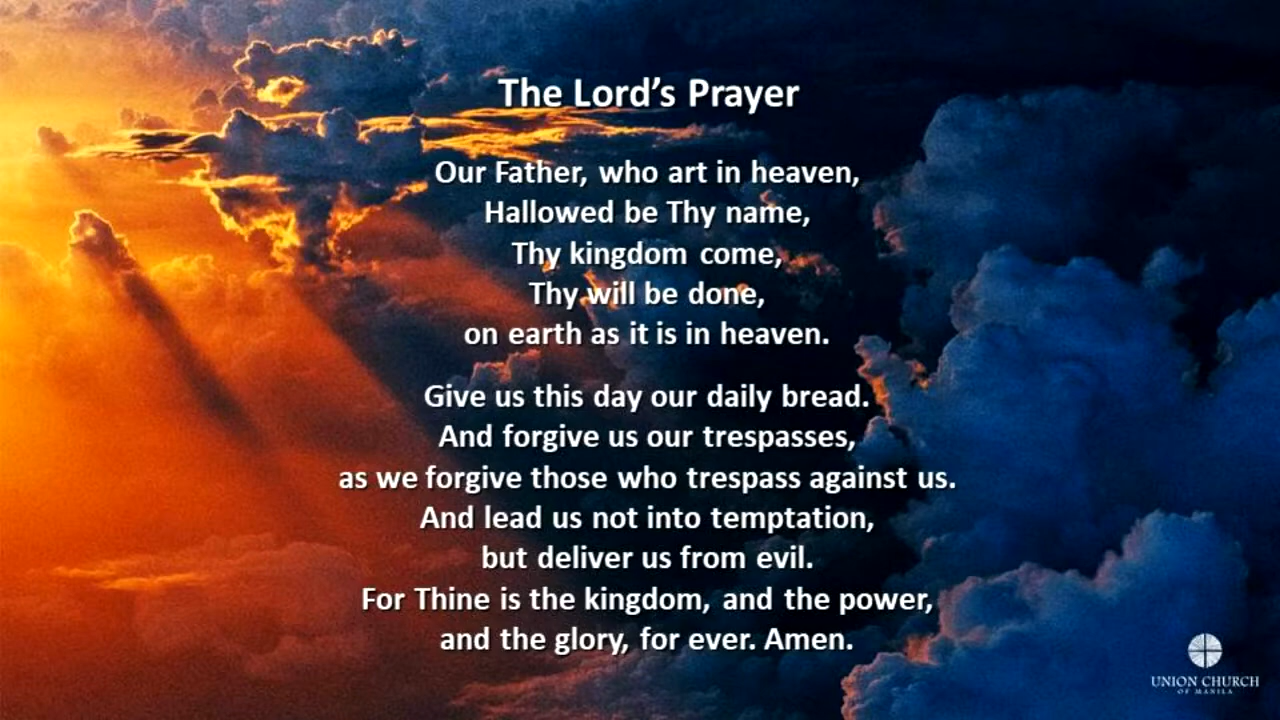 The Lord’s Prayer
Our Father, who art in heaven,
Hallowed be Thy name,
Thy kingdom come,
Thy will be done,
on earth as it is in heaven.
Give us this day our daily bread.
And forgive us our trespasses,
as we forgive those who trespass against us.
And lead us not into temptation,
but deliver us from evil.
For Thine is the kingdom, and the power,
and the glory, for ever. Amen.
UNION CHURCH
OF MANILA